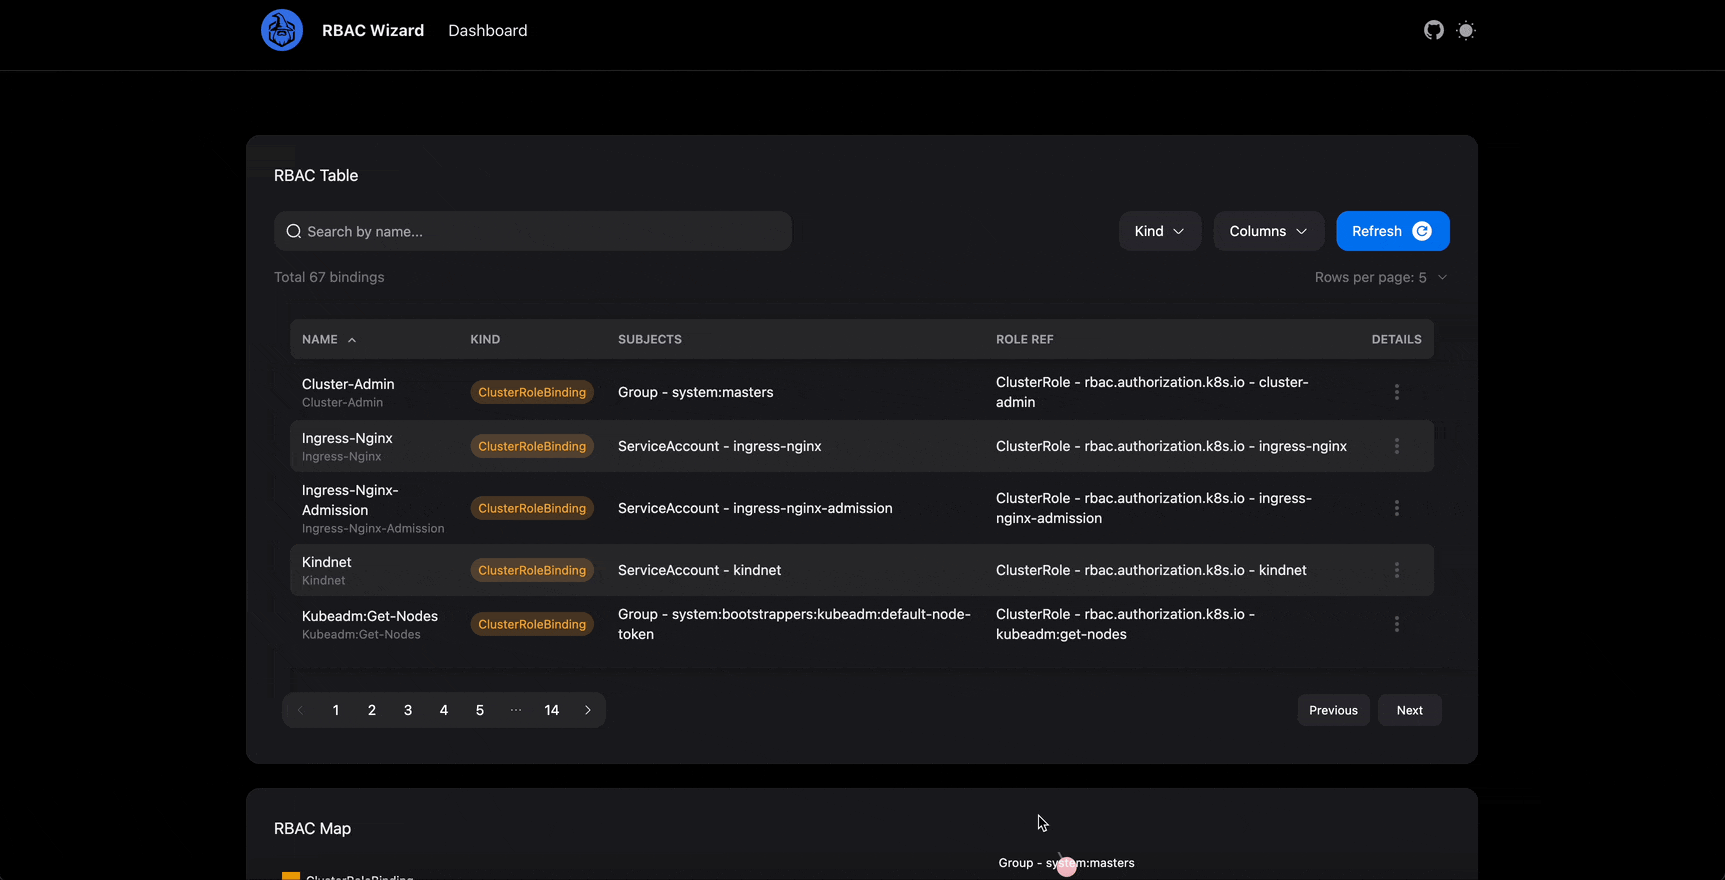 RBAC Wizard
Dashboard
RBAC Table
Search by name...
Kind
Columns
Refresh
Total 67 bindings
Rows per page: 5
NAME
KIND
SUBJECTS
ROLE REF
DETAILS
Cluster-Admin
Cluster-Admin
ClusterRoleBinding
Group - system:masters
ClusterRole - rbac.authorization.k8s.io - cluster-
admin
Ingress-Nginx
Ingress-Nginx
ClusterRoleBinding
ServiceAccount - ingress-nginx
ClusterRole - rbac.authorization.k8s.io - ingress-nginx
Ingress-Nginx-
Admission
Ingress-Nginx-Admission
ClusterRoleBinding
ServiceAccount - ingress-nginx-admission
ClusterRole - rbac.authorization.k8s.io - ingress-
nginx-admission
Kindnet
Kindnet
ClusterRoleBinding
ServiceAccount - kindnet
ClusterRole - rbac.authorization.k8s.io - kindnet
Kubeadm:Get-Nodes
Kubeadm:Get-Nodes
ClusterRoleBinding
Group - system:bootstrappers:kubeadm:default-node-
token
ClusterRole - rbac.authorization.k8s.io -
kubeadm:get-nodes
1 2 3 4 5 ... 14
Previous
Next
RBAC Map
Group - system:masters
ClusterRoleBinding